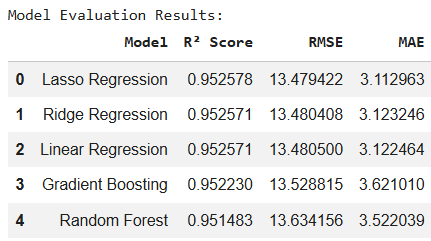 Model Evaluation Results:
Model R² Score RMSE MAE
0 Lasso Regression 0.952578 13.479422 3.112963
1 Ridge Regression 0.952571 13.480408 3.123246
2 Linear Regression 0.952571 13.480500 3.122464
3 Gradient Boosting 0.952230 13.528815 3.621010
4 Random Forest 0.951483 13.634156 3.522039